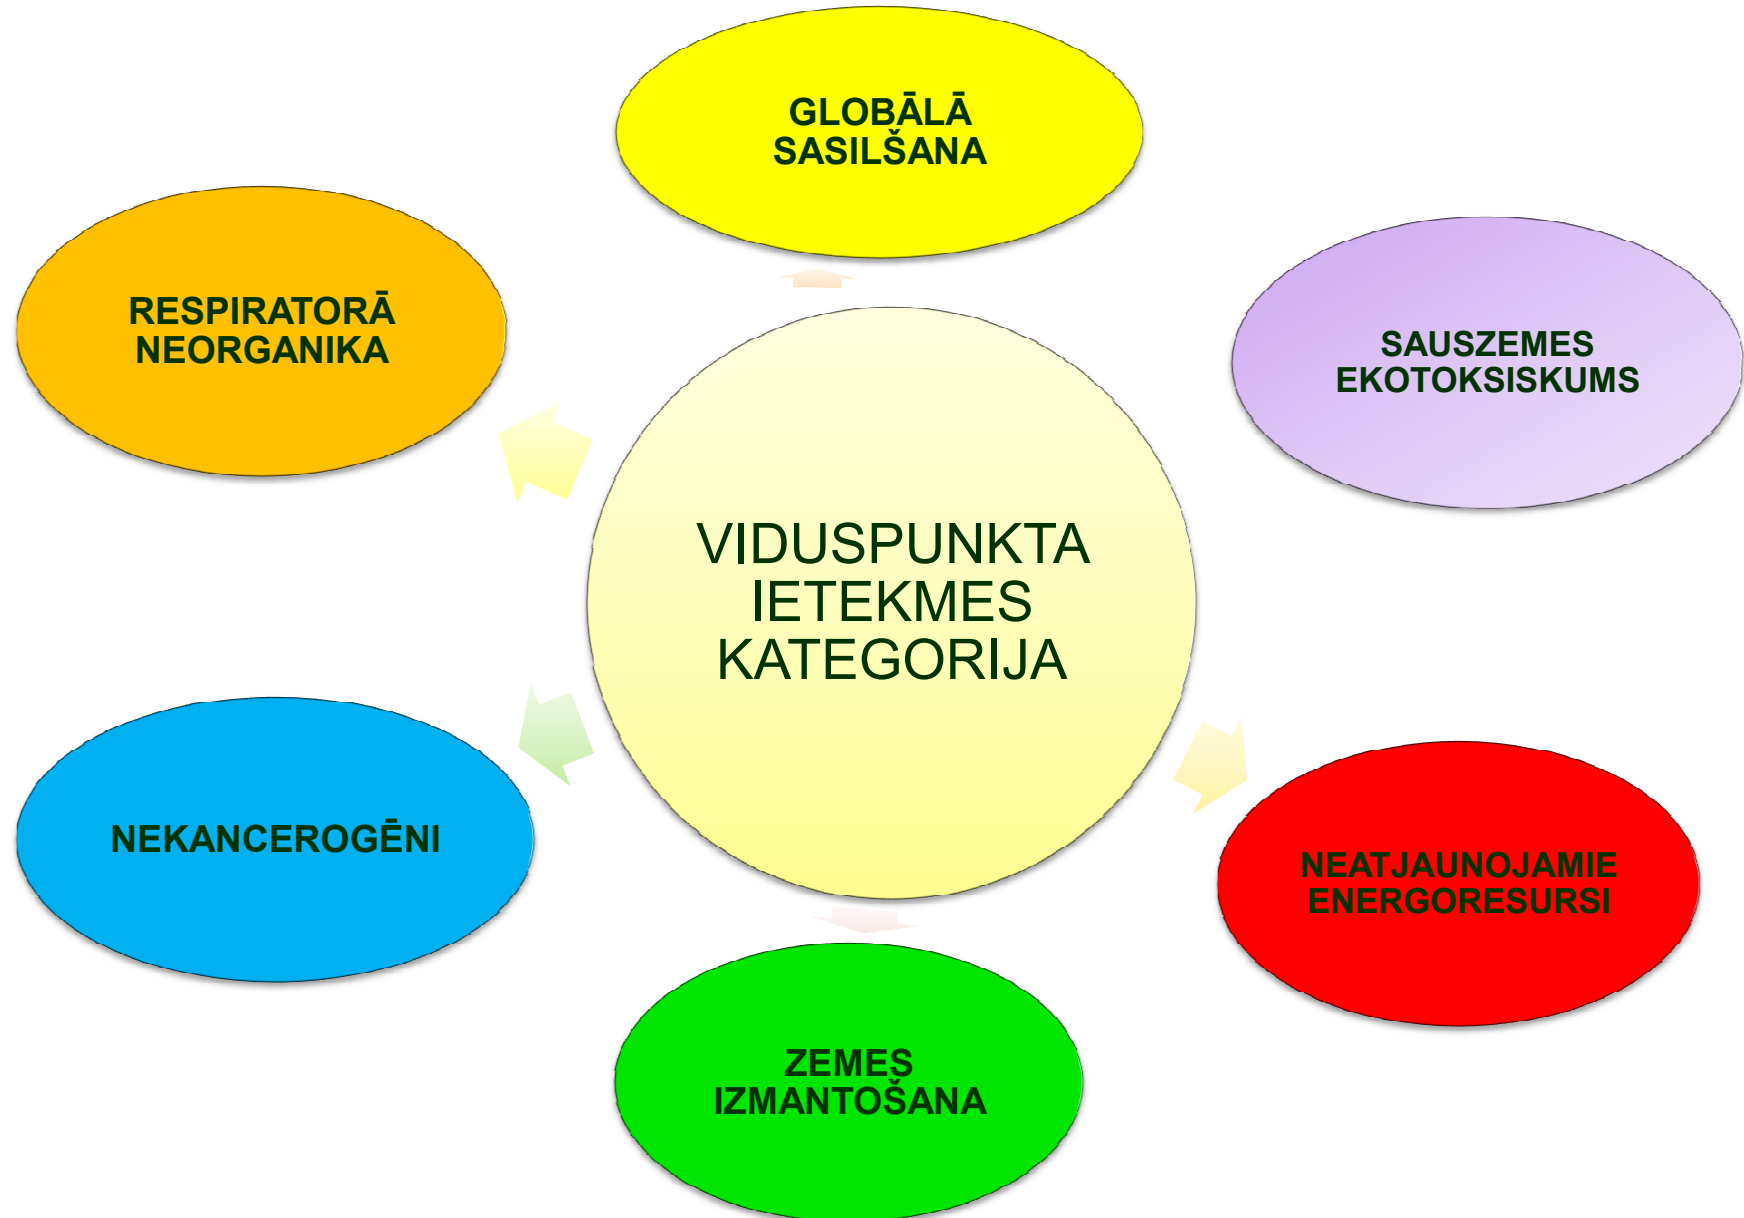 GLOBĀLĀ
SASILŠANA
RESPIRATORĀ
NEORGANIKA
SAUSZEMES
EKOTOKSISKUMS
VIDUSPUNKTA
IETEKMES
KATEGORIJA
NEKANCEROGĒNI
NEATJAUNOJAMIE
ENERGORESURSI
ZEMES
IZMANTOŠANA